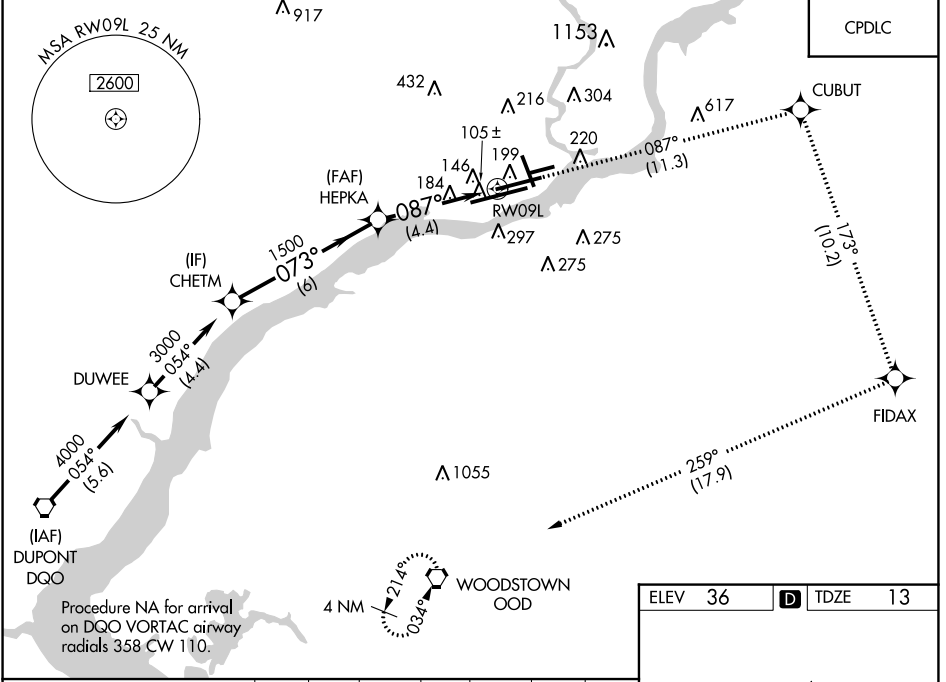 917
MSA RW09L 25 NM
2600
1153
CPDLC
432
216
304
617
CUBUT
105 ±
220
146
199
184
(FAF)
HEPKA
087°
(4.4)
RW09L
087°
(11.3)
297
275
275
173°
(10.2)
(IF)
CHETM
1500
073°
(6)
3000
054°
(4.4)
DUWEE
FIDAX
4000
054°
(5.6)
1055
259°
(17.9)
(IAF)
DUPONT
DQO
214°
034°
4 NM
WOODSTOWN
OOD
Procedure NA for arrival
on DQO VORTAC airway
radials 358 CW 110.
ELEV 36 D TDZE 13